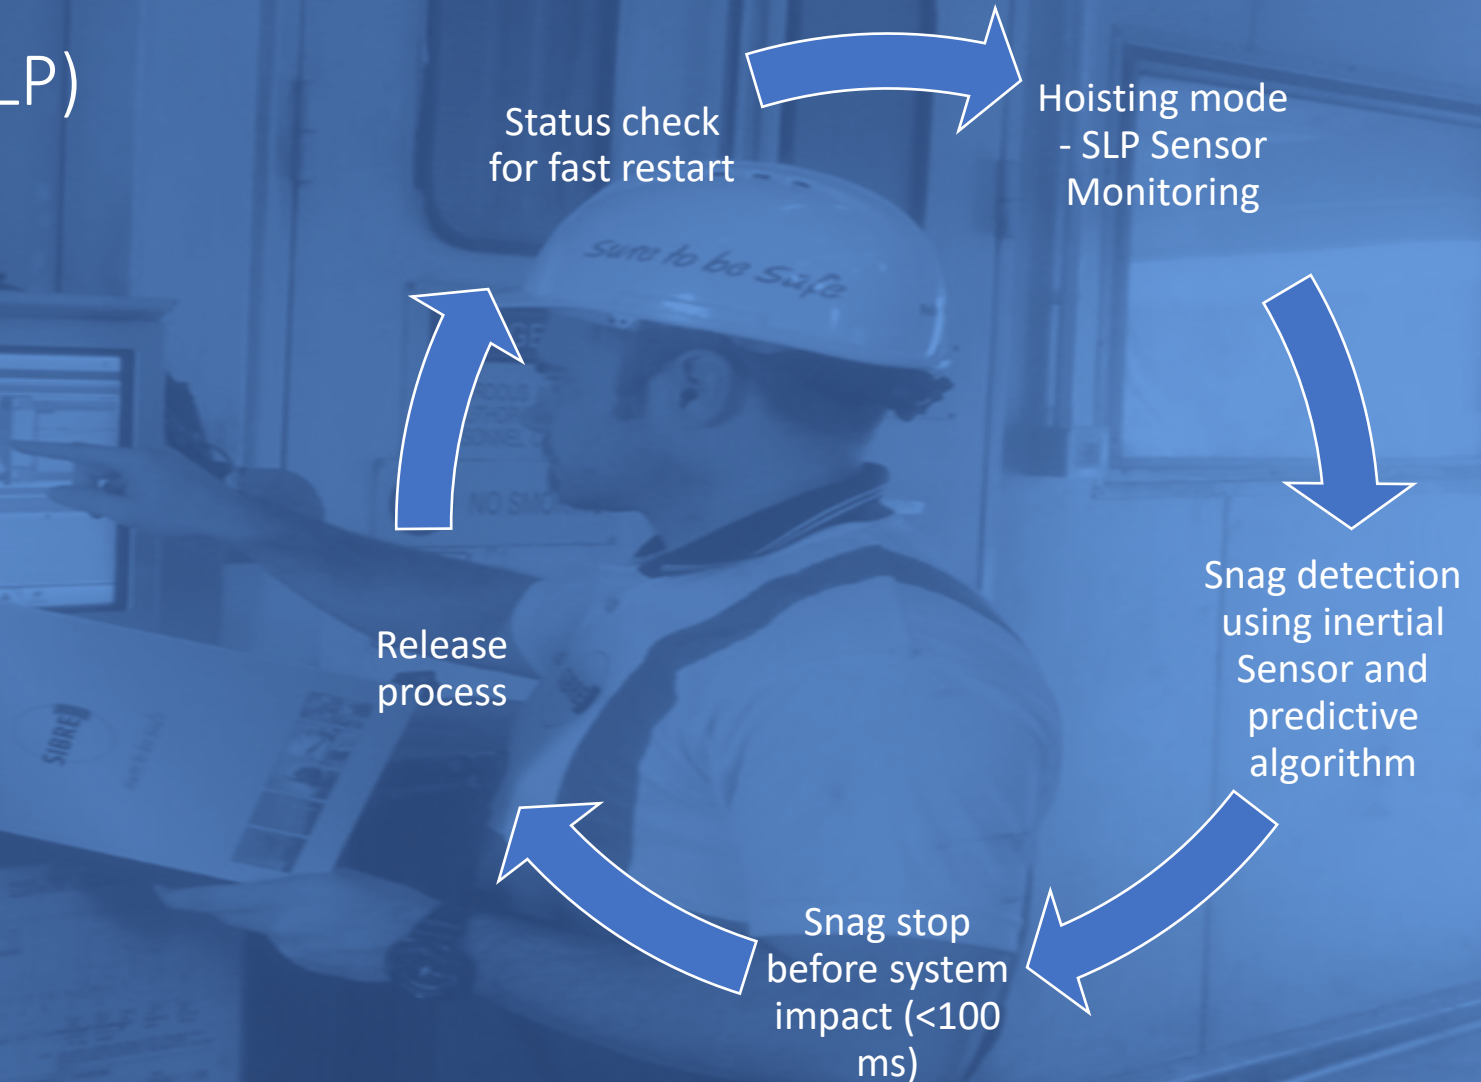 LP)
Status check
for fast restart
Hoisting mode
- SLP Sensor
Monitoring
sure to be safe
NO SMO
Release
process
Snag detection
using inertial
Sensor and
predictive
algorithm
SIBRE
Snag stop
before system
impact (<100
ms)